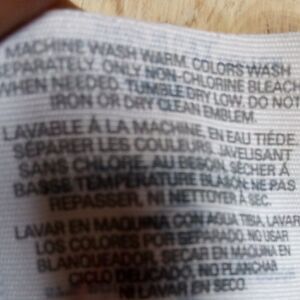 MACHINE WASH WARM, COLORS WASH
SEPARATELY. ONLY NON-CHLORINE BLEACH
WHEN NEEDED. TUMBLE DRY LOW. DO NOT
IRON OR DRY CLEAN EMBLEM.
LAVABLE À LA MACHINE, EN EAU TIÉDE.
SÉPARER LES COULEURS. JAVELISANT
SANS CHLORE, AU BESOIN. SÉCHER À
BASSE TEMPERATURE BLASON: NE PAS
REPASSER, NI NETTOYER À SEC.
LAVAR EN MAQUINA CON AGUA TIBIA, LAVAR
LOS COLORES POR SEPARADO. NO USAR
BLANQUEADOR. SECAR EN MAQUINA EN
CICLO DELICADO. NO PLANCHAR
NI LAVAR EN SECO.